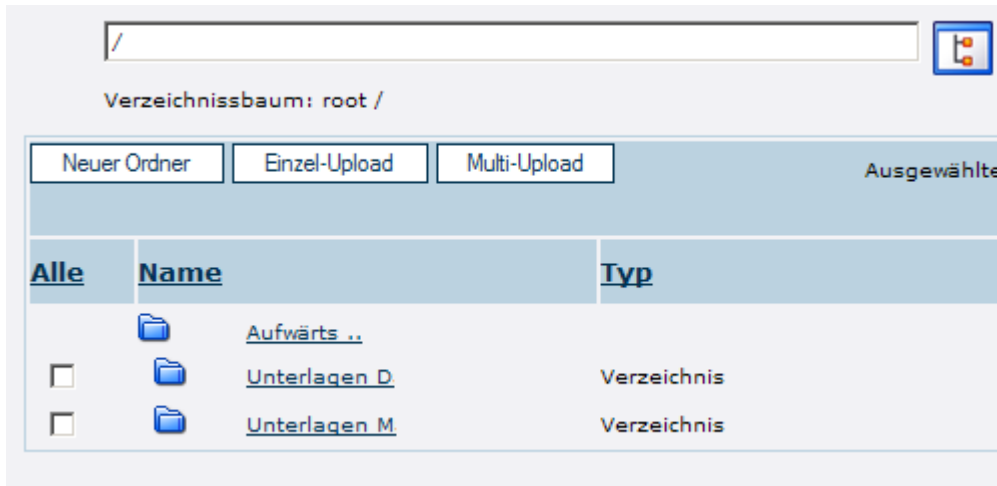 /
Verzeichnissbaum: root /
Neuer Ordner Einzel-Upload Multi-Upload Ausgewählte
Alle Name Typ
Aufwärts ..
Unterlagen D Verzeichnis
Unterlagen M Verzeichnis